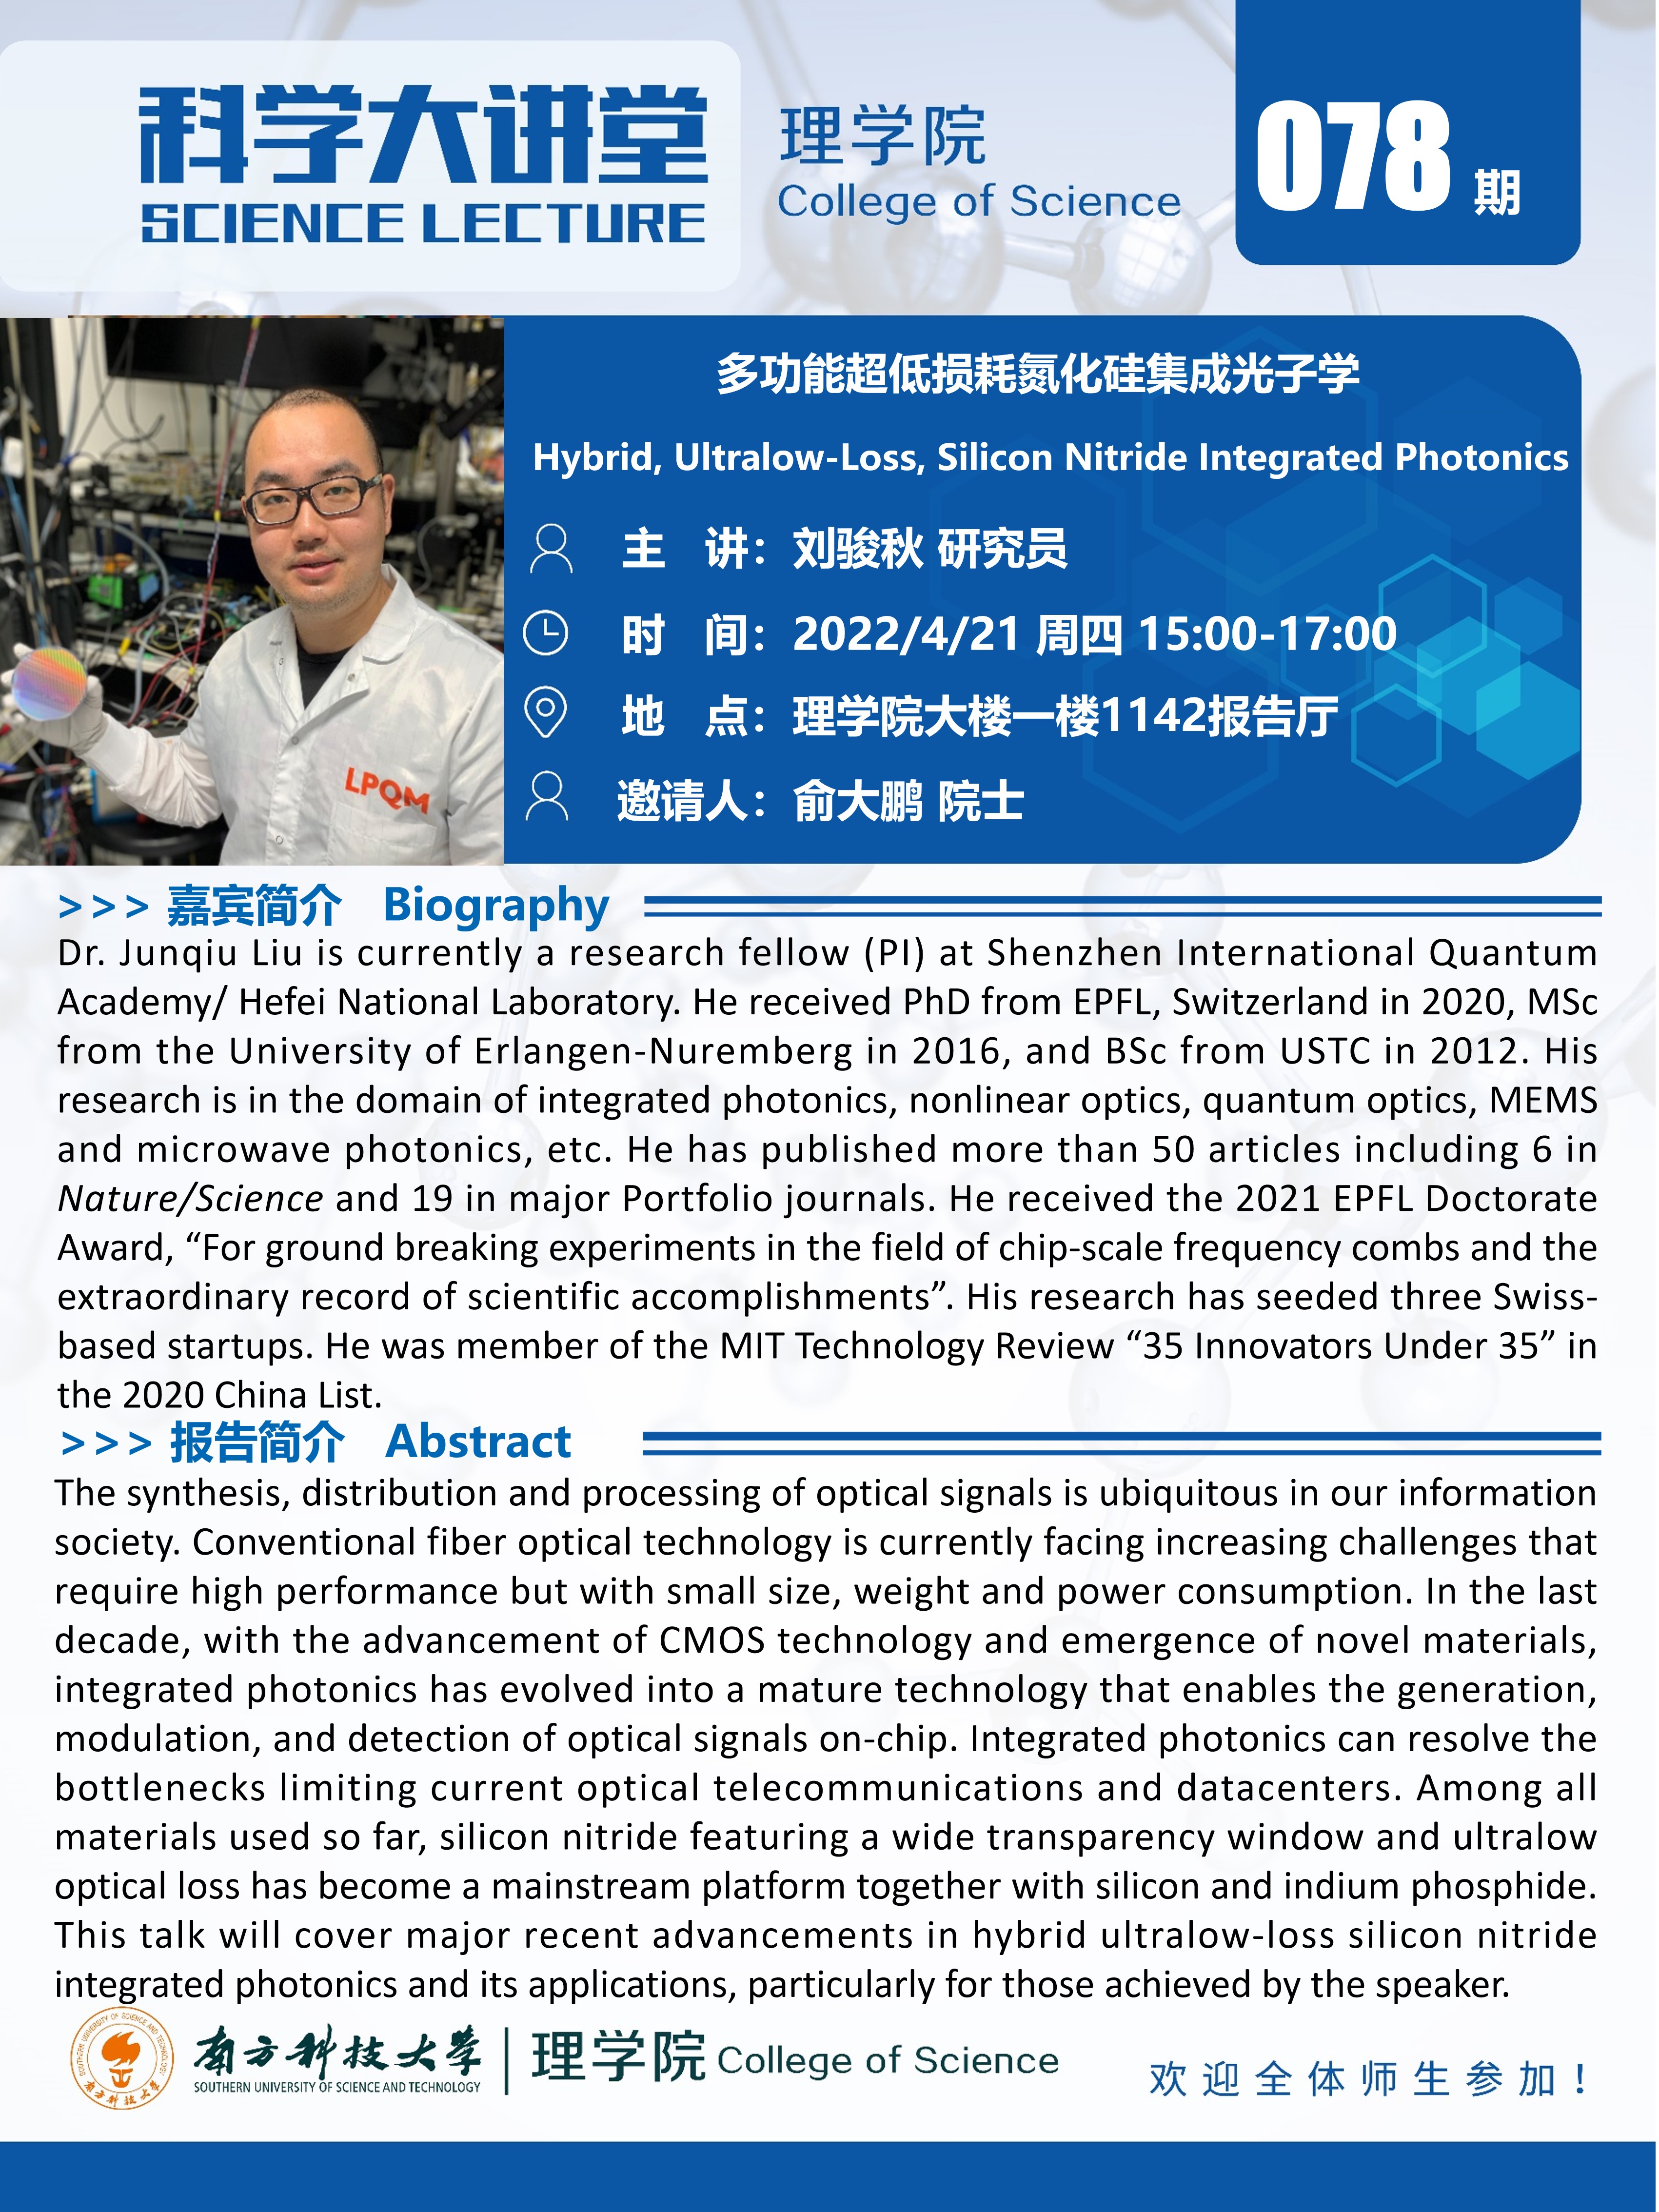 科学大讲堂
SCIENCE LECTURE
理学院
College of Science
078 期
多功能超低损耗氮化硅集成光子学
Hybrid, Ultralow-Loss, Silicon Nitride Integrated Photonics
主 讲：刘骏秋 研究员
时 间：2022/4/21 周四 15:00-17:00
地 点：理学院大楼一楼1142报告厅
邀请人：俞大鹏 院士
LPQM
>>> 嘉宾简介 Biography
Dr. Junqiu Liu is currently a research fellow (PI) at Shenzhen International Quantum
Academy/ Hefei National Laboratory. He received PhD from EPFL, Switzerland in 2020, MSc
from the University of Erlangen-Nuremberg in 2016, and BSc from USTC in 2012. His
research is in the domain of integrated photonics, nonlinear optics, quantum optics, MEMS
and microwave photonics, etc. He has published more than 50 articles including 6 in
Nature/Science and 19 in major Portfolio journals. He received the 2021 EPFL Doctorate
Award, “For ground breaking experiments in the field of chip-scale frequency combs and the
extraordinary record of scientific accomplishments”. His research has seeded three Swiss-
based startups. He was member of the MIT Technology Review “35 Innovators Under 35” in
the 2020 China List.
>>> 报告简介 Abstract
The synthesis, distribution and processing of optical signals is ubiquitous in our information
society. Conventional fiber optical technology is currently facing increasing challenges that
require high performance but with small size, weight and power consumption. In the last
decade, with the advancement of CMOS technology and emergence of novel materials,
integrated photonics has evolved into a mature technology that enables the generation,
modulation, and detection of optical signals on-chip. Integrated photonics can resolve the
bottlenecks limiting current optical telecommunications and datacenters. Among all
materials used so far, silicon nitride featuring a wide transparency window and ultralow
optical loss has become a mainstream platform together with silicon and indium phosphide.
This talk will cover major recent advancements in hybrid ultralow-loss silicon nitride
integrated photonics and its applications, particularly for those achieved by the speaker.
SOUTHERN UNIVERSITY OF SCIENCE AND TECHNOLOGY
南方科技大学
南方科技大学
SOUTHERN UNIVERSITY OF SCIENCE AND TECHNOLOGY
理学院 College of Science
欢迎全体师生参加！